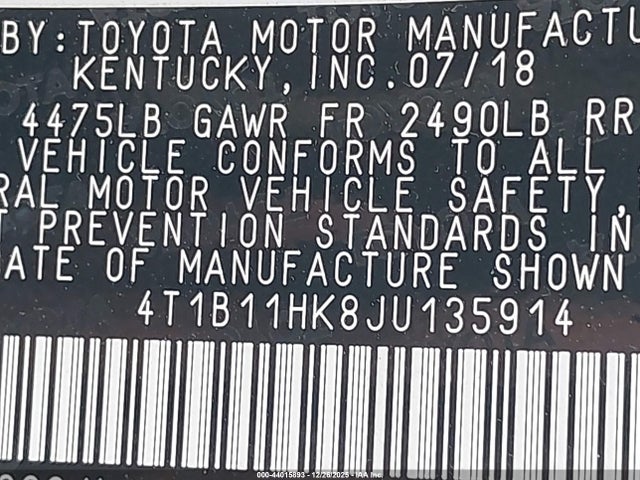 BY: TOYOTA MOTOR MANUFACTU
KENTUCKY, INC. 07/18
4475LB GAWR FR 2490LB RR
VEHICLE CONFORMS TO ALL
RAL MOTOR VEHICLE SAFETY,
T PREVENTION STANDARDS IN
ATE OF MANUFACTURE SHOWN
4T1B11HK8JU135914
000-44015893 - 12/26/2025 - IAA Inc.